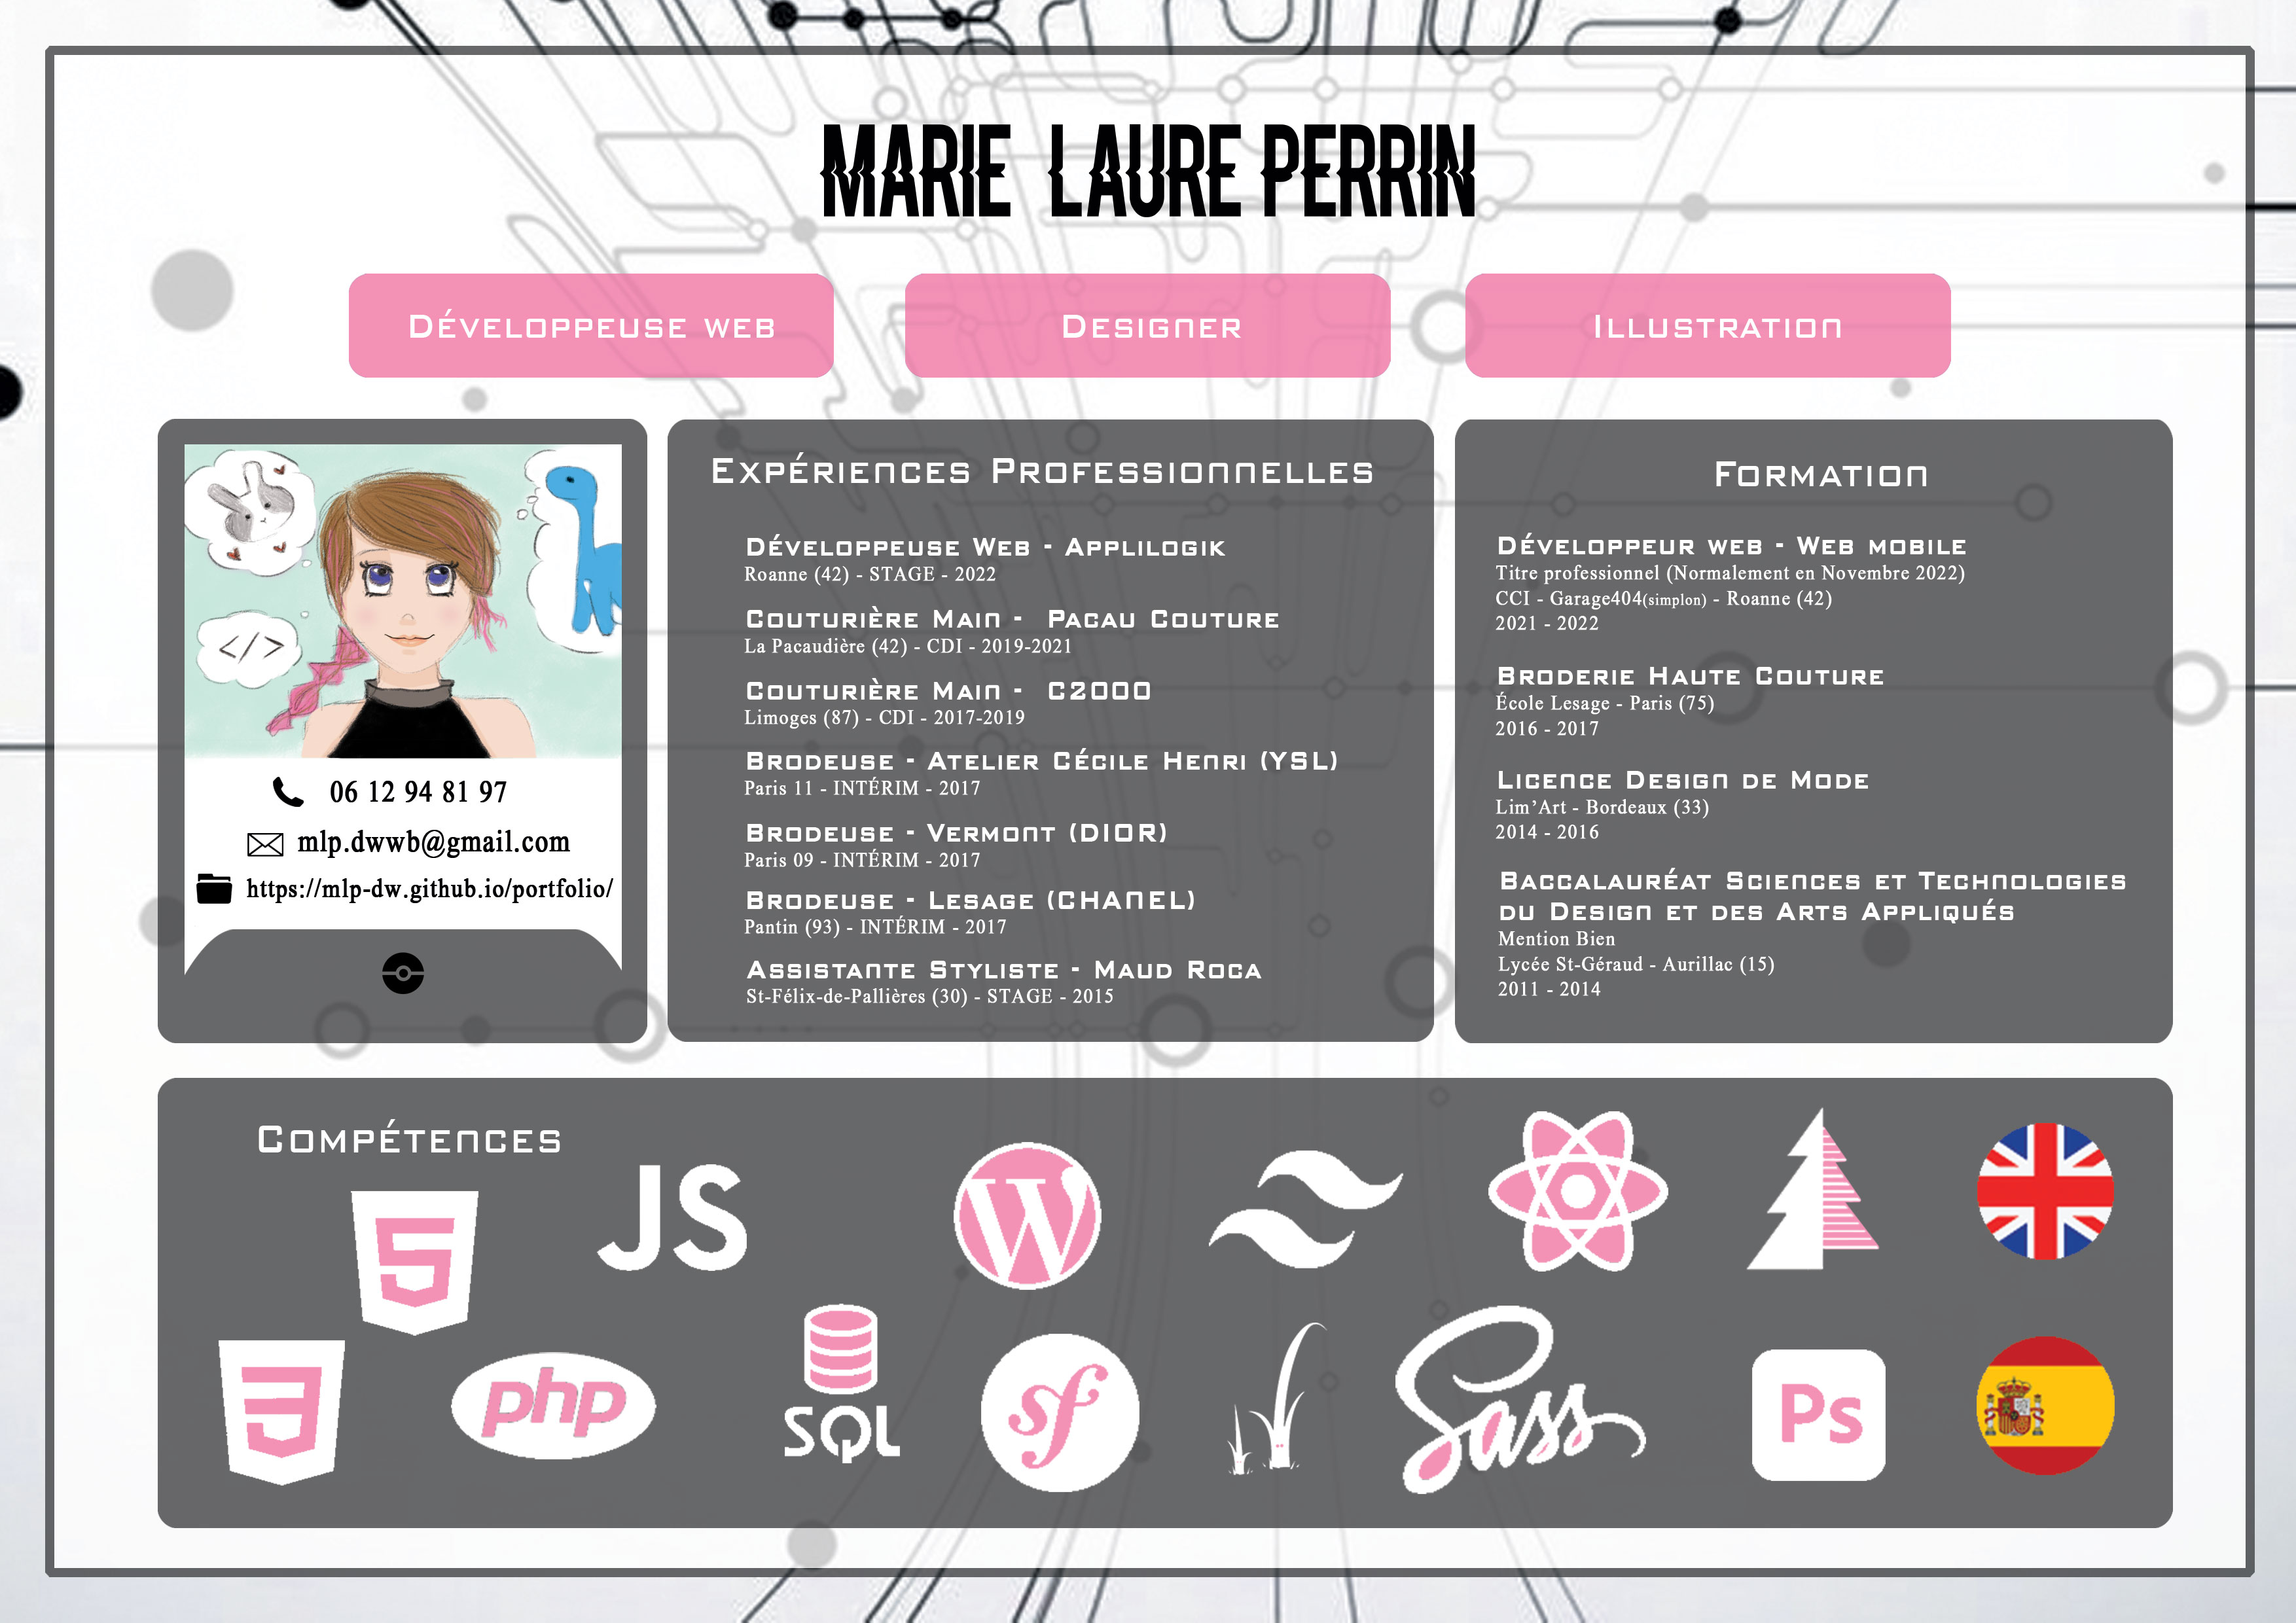 MARIE LAURE PERRIN
Développeuse web
Designer
Illustration
</>
06 12 94 81 97
mlp.dwwb@gmail.com
https://mlp-dw.github.io/portfolio/
Expériences Professionnelles
Développeuse Web - Applilogik
Roanne (42) - STAGE - 2022
Couturière Main - Pacau Couture
La Pacaudière (42) - CDI - 2019-2021
Couturière Main - C2000
Limoges (87) - CDI - 2017-2019
Brodeuse - Atelier Cécile Henri (YSL)
Paris 11 - INTÉRIM - 2017
Brodeuse - Vermont (DIOR)
Paris 09 - INTÉRIM - 2017
Brodeuse - Lesage (CHANEL)
Pantin (93) - INTÉRIM - 2017
Assistante Styliste - Maud Roca
St-Félix-de-Pallières (30) - STAGE - 2015
Formation
Développeur web - Web mobile
Titre professionnel (Normalement en Novembre 2022)
CCI - Garage404(simplon) - Roanne (42)
2021 - 2022
Broderie Haute Couture
École Lesage - Paris (75)
2016 - 2017
Licence Design de Mode
Lim'Art - Bordeaux (33)
2014 - 2016
Baccalauréat Sciences et Technologies
du Design et des Arts Appliqués
Mention Bien
Lycée St-Géraud - Aurillac (15)
2011 - 2014
Compétences
5
JS
W
3
php
SQL
sf
Sass
Ps